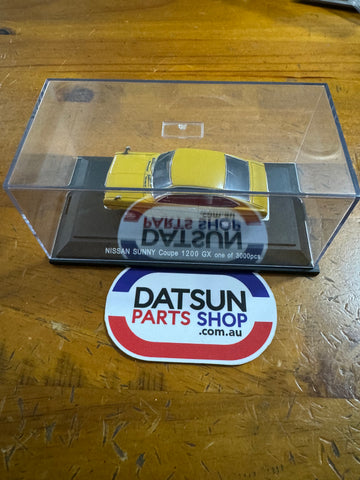 NISSAN SUNNY Coupe 1200 GX one of 3000pcs
DATSUN
PARTS SHOP
.com.au